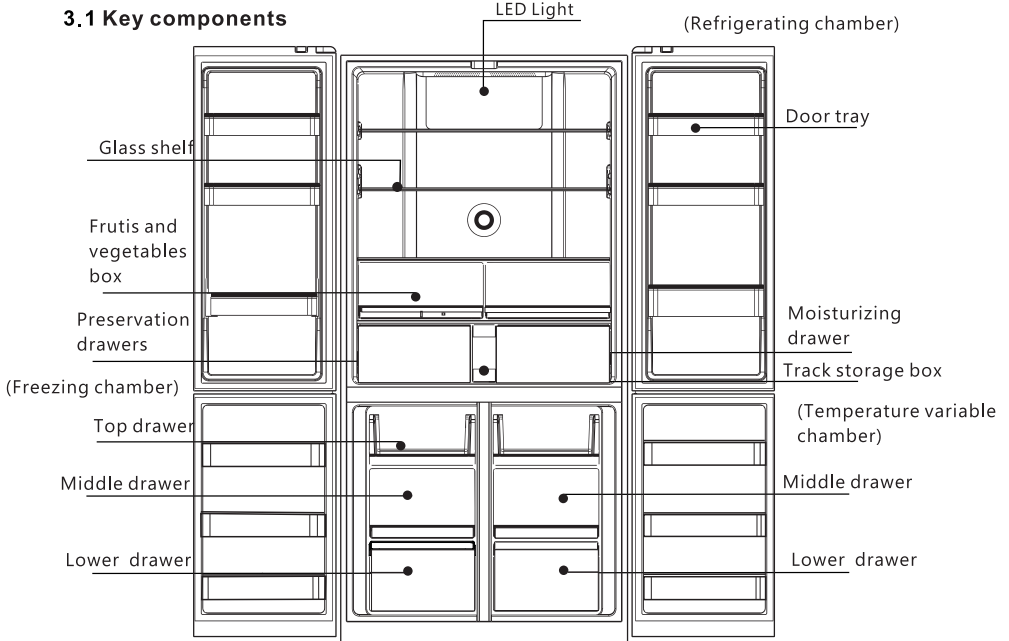 3.1 Key components
LED Light
(Refrigerating chamber)
Door tray
Glass shelf
Frutis and
vegetables
box
Preservation
drawers
Moisturizing
drawer
Track storage box
(Freezing chamber)
(Temperature variable
chamber)
Top drawer
Middle drawer
Middle drawer
Lower drawer
Lower drawer